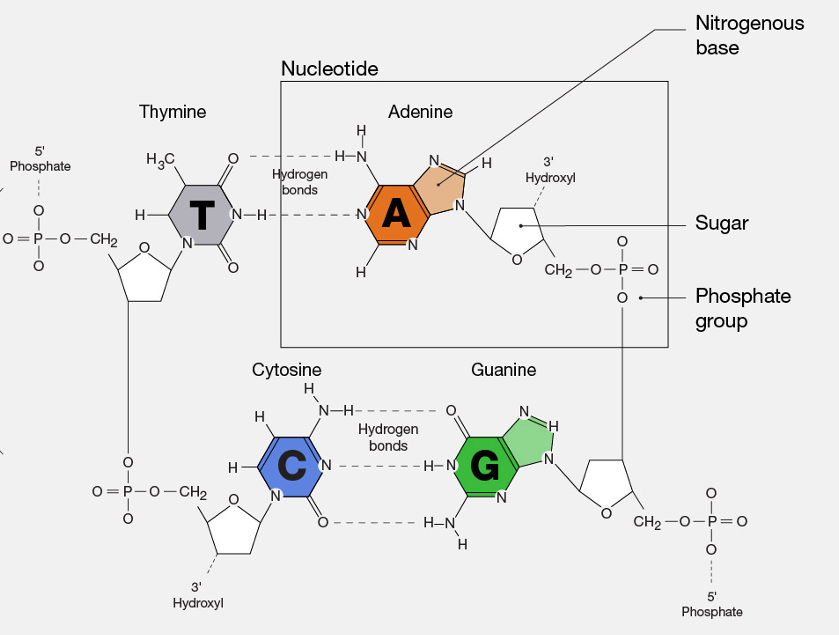 Nitrogenous
base
Nucleotide
Thymine
Adenine
5'
Phosphate
H₃C
O
H
H–N
N
H
3'
Hydroxyl
Hydrogen
bonds
O
H
T
N–H
N
A
N
Sugar
O=P–O–CH₂
O
N
O
N
H
O
O
CH₂–O–P=O
O
O
Phosphate
group
Cytosine
Guanine
H
H
N–H
O
N
H
Hydrogen
bonds
N
H
C
N
H–N
G
O
O=P–O–CH₂
O
O
N
O
N
H–N
H
O
CH₂–O–P=O
O
O
3'
Hydroxyl
5'
Phosphate